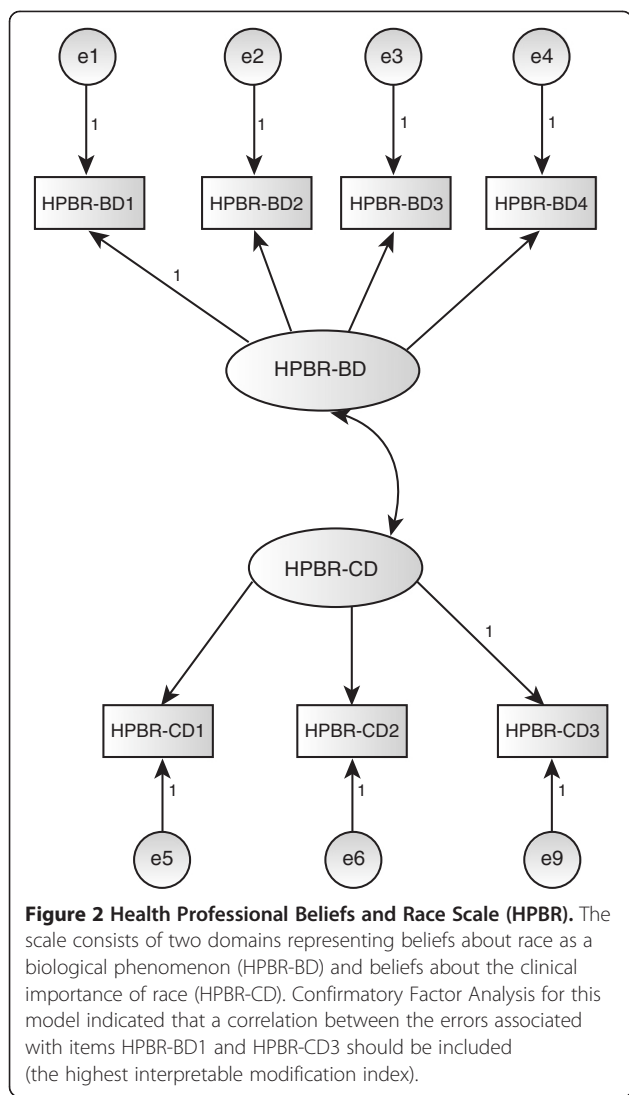 e1 e2 e3 e4
1 1 1 1
HPBR-BD1 HPBR-BD2 HPBR-BD3 HPBR-BD4
1
HPBR-BD
HPBR-CD
1
HPBR-CD1 HPBR-CD2 HPBR-CD3
1 1 1
e5 e6 e9
Figure 2 Health Professional Beliefs and Race Scale (HPBR). The
scale consists of two domains representing beliefs about race as a
biological phenomenon (HPBR-BD) and beliefs about the clinical
importance of race (HPBR-CD). Confirmatory Factor Analysis for this
model indicated that a correlation between the errors associated
with items HPBR-BD1 and HPBR-CD3 should be included
(the highest interpretable modification index).